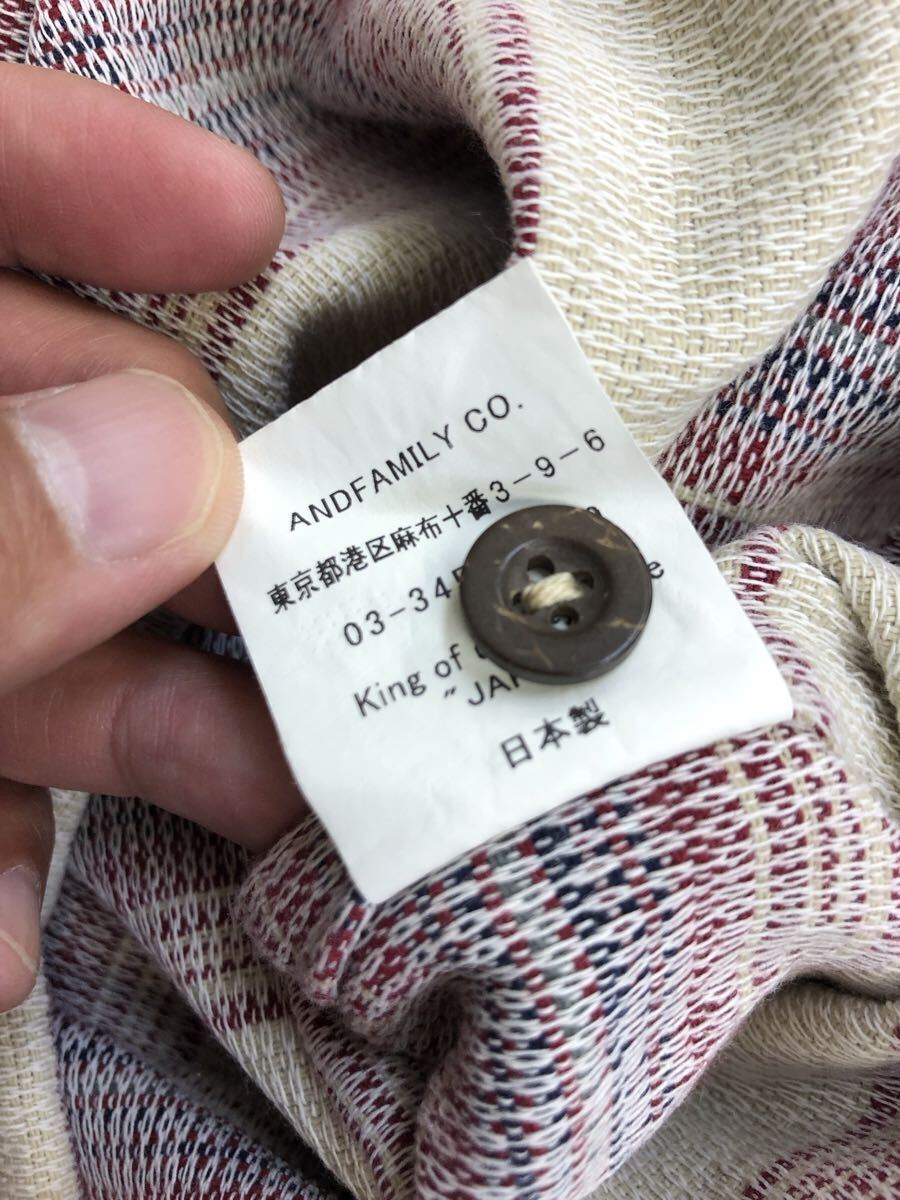 ANDFAMILY CO.
東京都港区麻布十番3-9-6
03-34
King of
"JAP
日本製